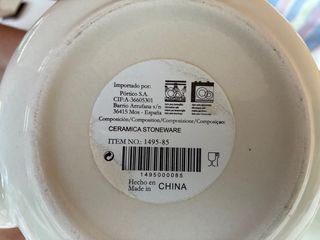 Importado por:
Pórtico S.A.
CIF:A-36605301
Barrio Arrufana s/n
36415 Mos - España
Composición/Composition/Composizione/Composiçao:
CERAMICA STONEWARE
ITEM NO.: 1495-85
1495000085
Hecho en
Made in CHINA